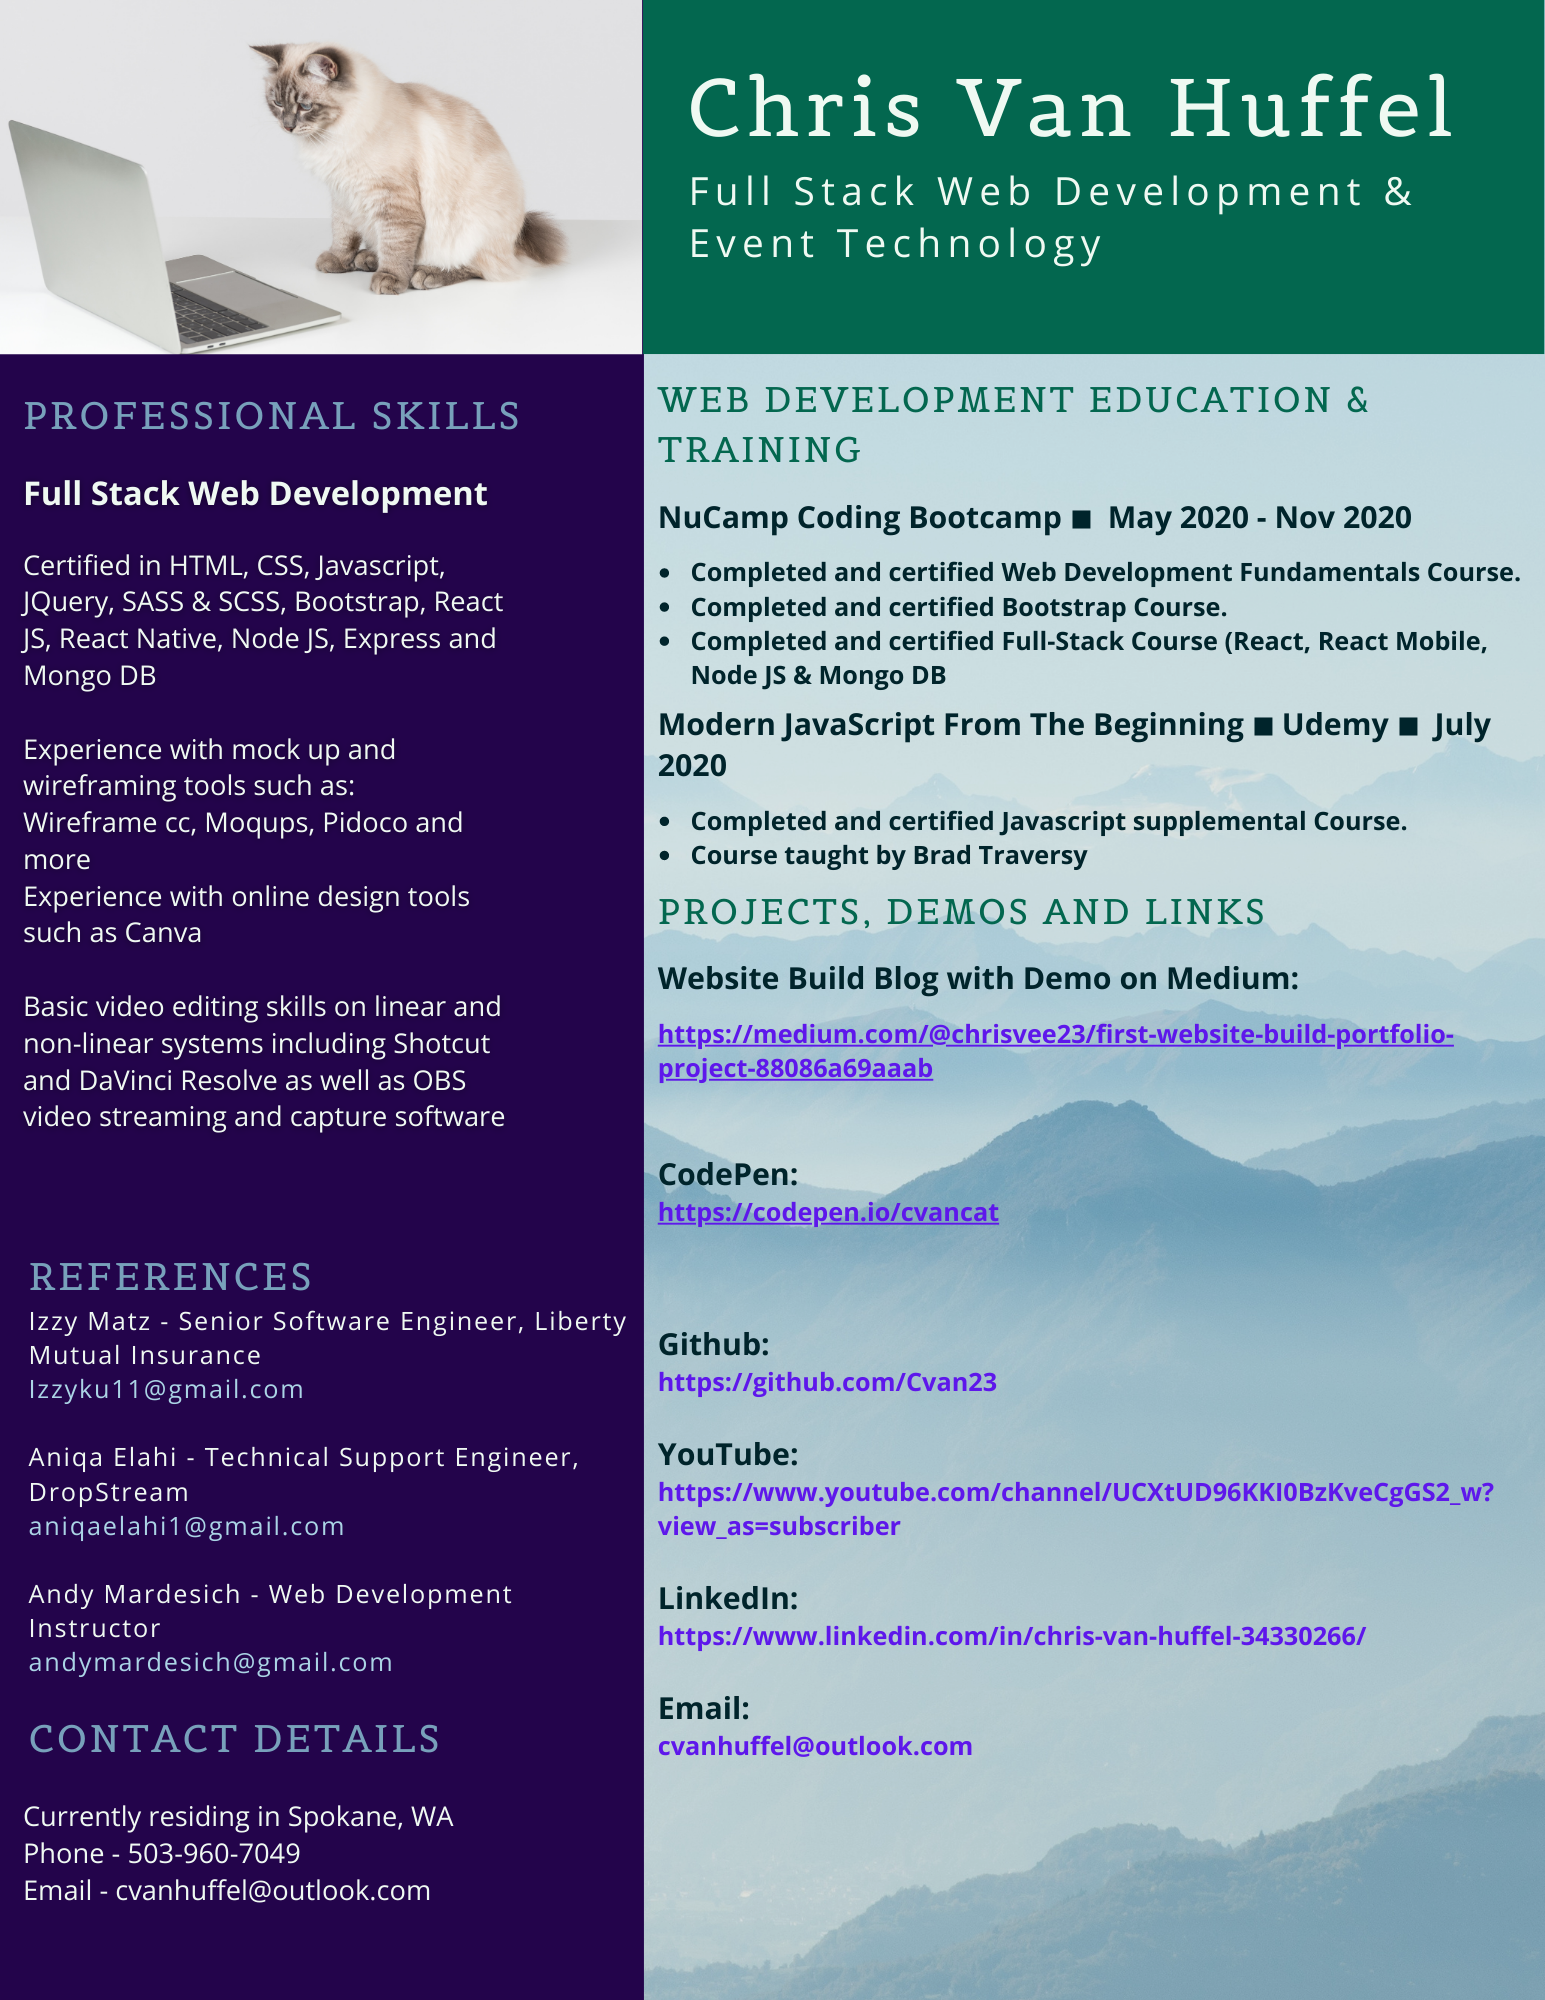 Chris Van Huffel
Full Stack Web Development &
Event Technology
PROFESSIONAL SKILLS
Full Stack Web Development
Certified in HTML, CSS, Javascript,
JQuery, SASS & SCSS, Bootstrap, React
JS, React Native, Node JS, Express and
Mongo DB
Experience with mock up and
wireframing tools such as:
Wireframe cc, Moqups, Pidoco and
more
Experience with online design tools
such as Canva
Basic video editing skills on linear and
non-linear systems including Shotcut
and DaVinci Resolve as well as OBS
video streaming and capture software
REFERENCES
Izzy Matz - Senior Software Engineer, Liberty
Mutual Insurance
Izzyku11@gmail.com
Aniqa Elahi - Technical Support Engineer,
DropStream
aniqaelahi1@gmail.com
Andy Mardesich - Web Development
Instructor
andymardesich@gmail.com
CONTACT DETAILS
Currently residing in Spokane, WA
Phone - 503-960-7049
Email - cvanhuffel@outlook.com
WEB DEVELOPMENT EDUCATION &
TRAINING
NuCamp Coding Bootcamp ■ May 2020 - Nov 2020
• Completed and certified Web Development Fundamentals Course.
• Completed and certified Bootstrap Course.
• Completed and certified Full-Stack Course (React, React Mobile,
Node JS & Mongo DB
Modern JavaScript From The Beginning ■ Udemy ■ July
2020
• Completed and certified Javascript supplemental Course.
• Course taught by Brad Traversy
PROJECTS, DEMOS AND LINKS
Website Build Blog with Demo on Medium:
https://medium.com/@chrisvee23/first-website-build-portfolio-
project-88086a69aaab
CodePen:
https://codepen.io/cvancat
Github:
https://github.com/Cvan23
YouTube:
https://www.youtube.com/channel/UCXtUD96KKI0BzKveCgGS2_w?
view_as=subscriber
LinkedIn:
https://www.linkedin.com/in/chris-van-huffel-34330266/
Email:
cvanhuffel@outlook.com